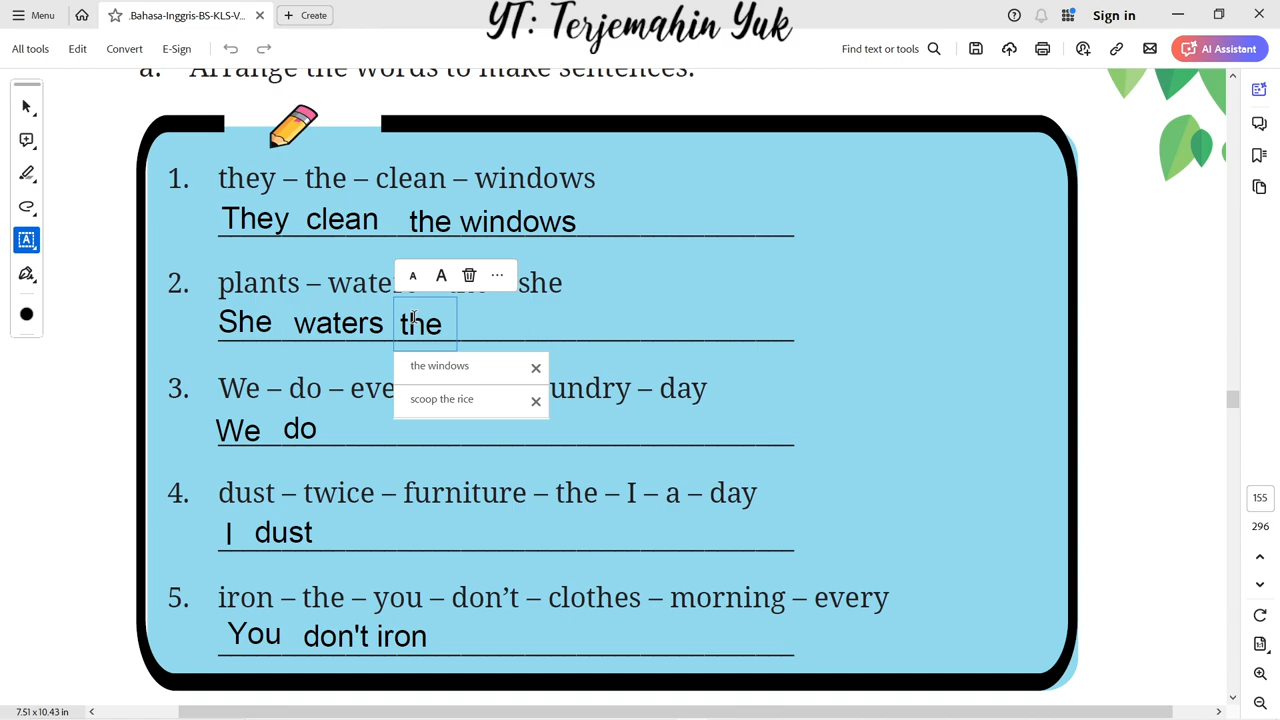 Menu
.Bahasa-Inggris-BS-KLS-V...
Create
YT: Terjemahin Yuk
Sign in
All tools Edit Convert E-Sign
Find text or tools
AI Assistant
a. Arrange the words to make sentences.
1. they – the – clean – windows
They clean the windows
2. plants – water she
She waters the
the windows
scoop the rice
3. We – do – eve undry – day
We do
4. dust – twice – furniture – the – I – a – day
I dust
5. iron – the – you – don’t – clothes – morning – every
You don't iron
155
296
7.51 x 10.43 in